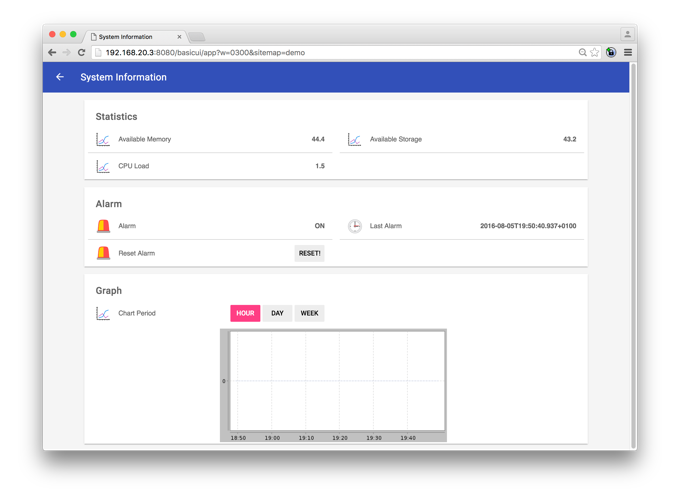 System Information
192.168.20.3:8080/basicui/app?w=0300&sitemap=demo
System Information
Statistics
Available Memory 44.4 Available Storage 43.2
CPU Load 1.5
Alarm
Alarm ON Last Alarm 2016-08-05T19:50:40.937+0100
Reset Alarm RESET!
Graph
Chart Period HOUR DAY WEEK
0
18:50 19:00 19:10 19:20 19:30 19:40